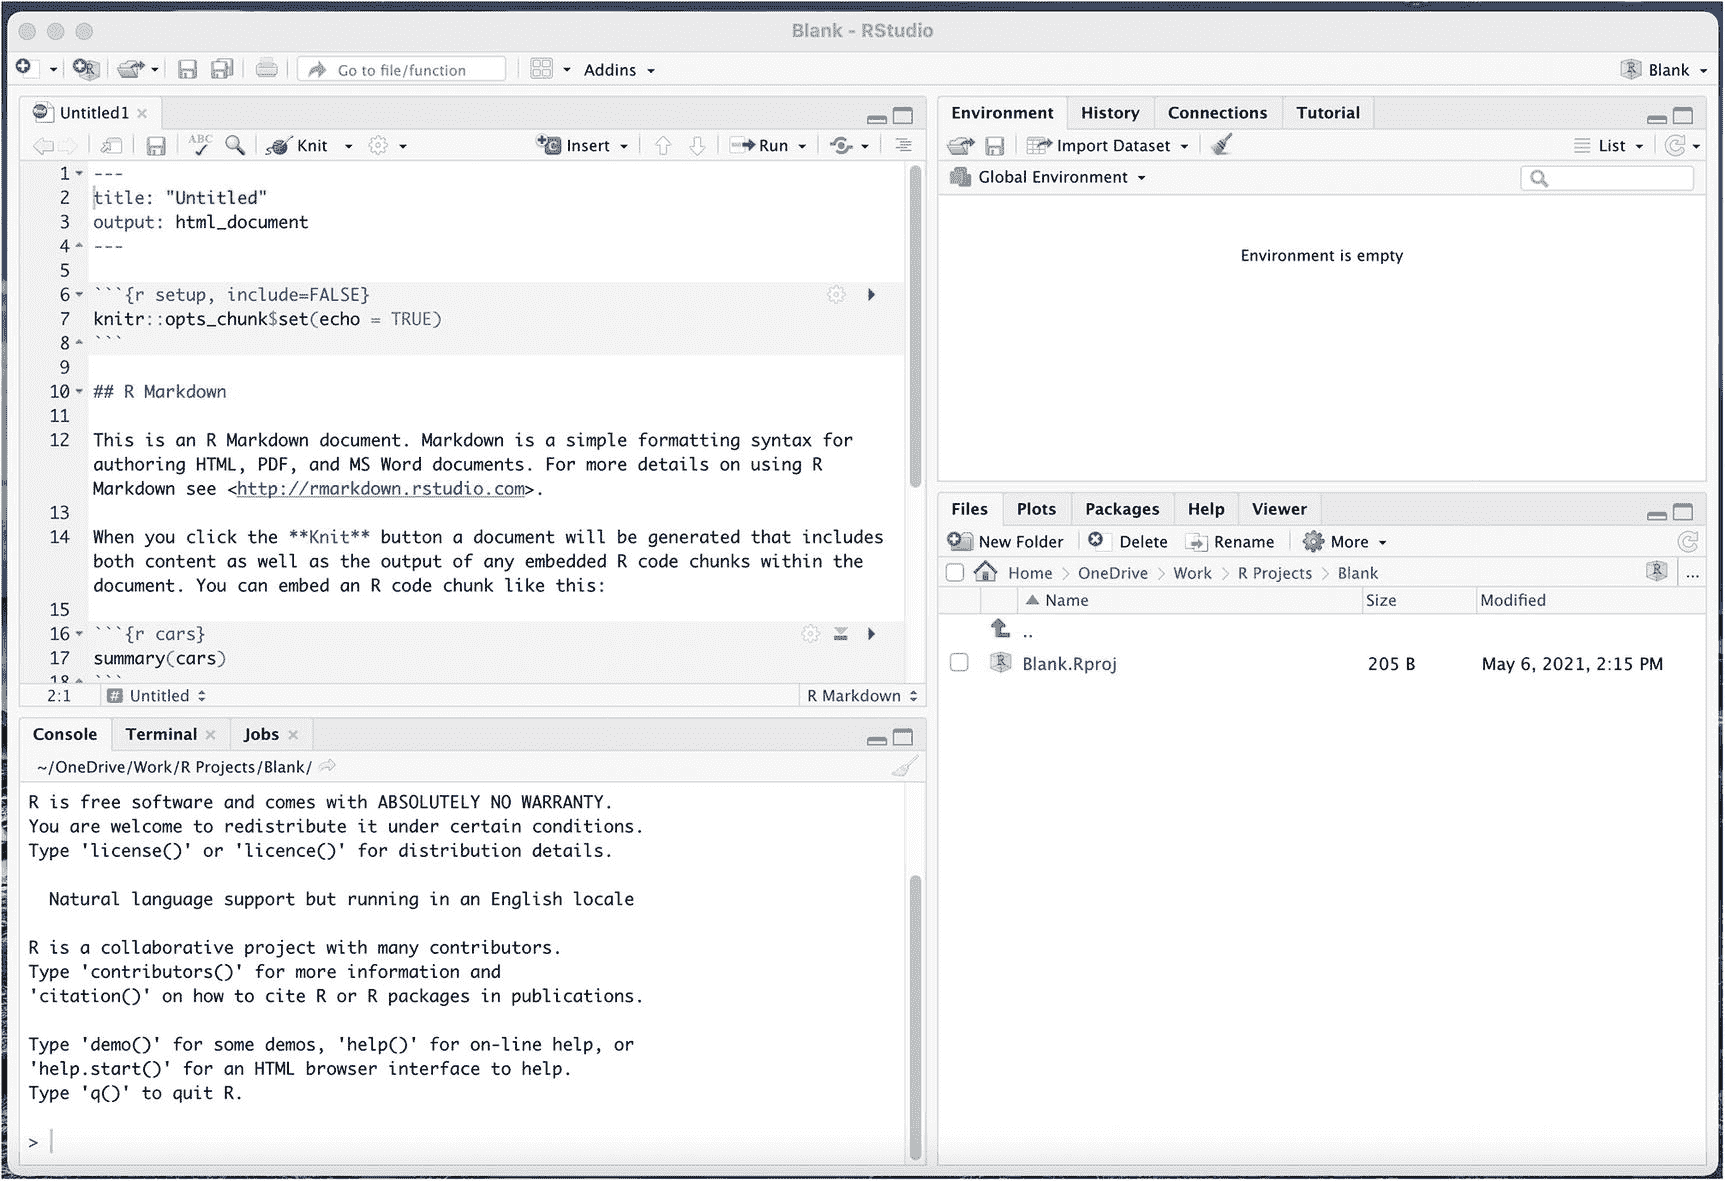 Blank - RStudio
Go to file/function
Addins
Blank
Untitled1
ABC
Knit
Insert
Run
1 ---
2 title: "Untitled"
3 output: html_document
4 ---
5
6 ```{r setup, include=FALSE}
7 knitr::opts_chunk$set(echo = TRUE)
8 ```
9
10 ## R Markdown
11
12 This is an R Markdown document. Markdown is a simple formatting syntax for
authoring HTML, PDF, and MS Word documents. For more details on using R
Markdown see <http://rmarkdown.rstudio.com>.
13
14 When you click the **Knit** button a document will be generated that includes
both content as well as the output of any embedded R code chunks within the
document. You can embed an R code chunk like this:
15
16 ```{r cars}
17 summary(cars)
18 ```
2:1 # Untitled R Markdown
Console Terminal Jobs
~/OneDrive/Work/R Projects/Blank/
R is free software and comes with ABSOLUTELY NO WARRANTY.
You are welcome to redistribute it under certain conditions.
Type 'license()' or 'licence()' for distribution details.
Natural language support but running in an English locale
R is a collaborative project with many contributors.
Type 'contributors()' for more information and
'citation()' on how to cite R or R packages in publications.
Type 'demo()' for some demos, 'help()' for on-line help, or
'help.start()' for an HTML browser interface to help.
Type 'q()' to quit R.
>
Environment History Connections Tutorial
Import Dataset List
Global Environment
Environment is empty
Files Plots Packages Help Viewer
New Folder Delete Rename More
Home OneDrive Work R Projects Blank R ...
Name Size Modified
..
R Blank.Rproj 205 B May 6, 2021, 2:15 PM